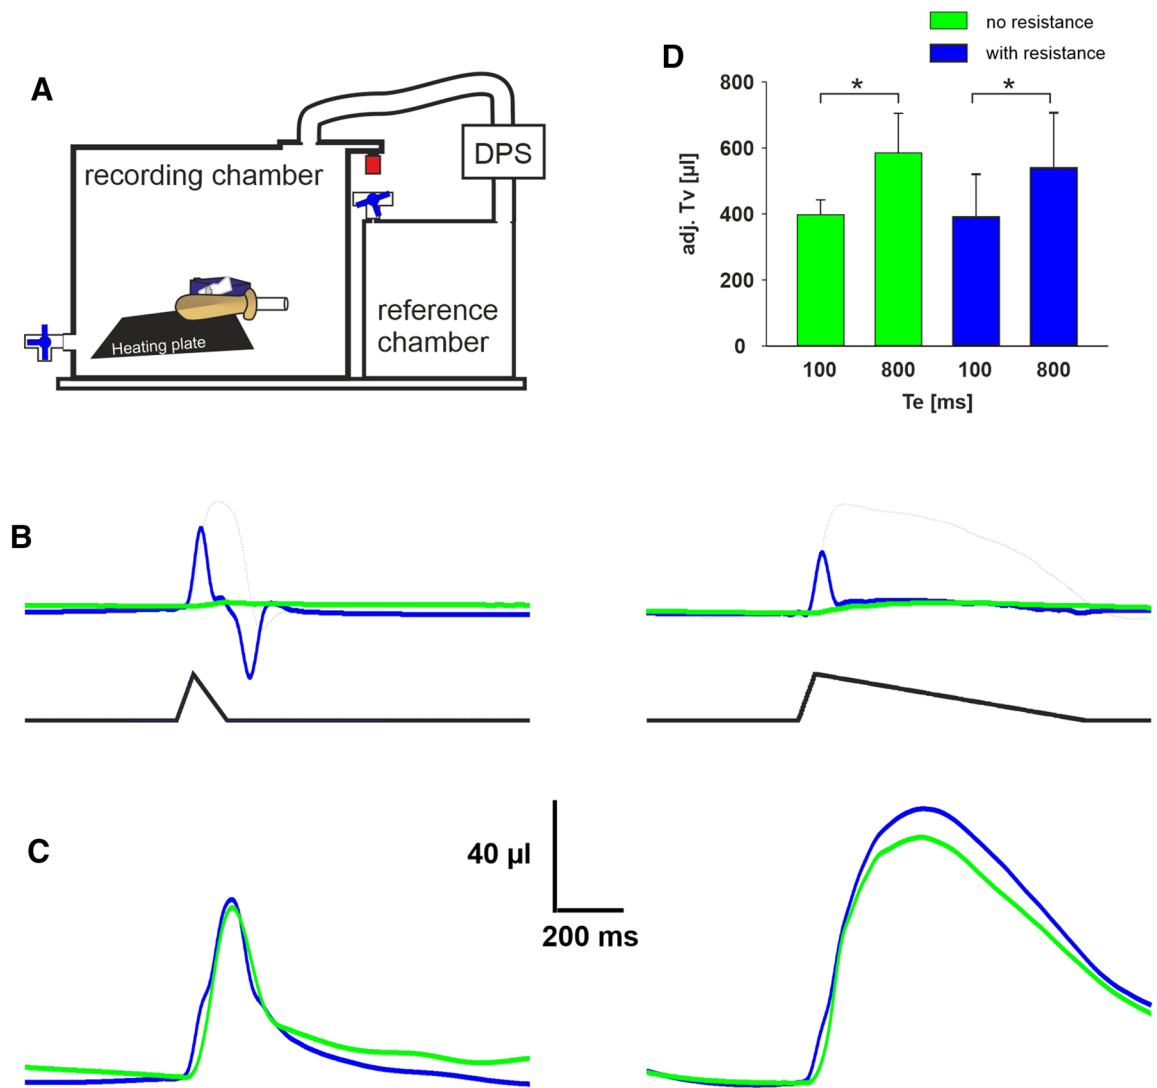 A
recording chamber
DPS
reference
chamber
Heating plate
no resistance
with resistance
D
800
600
400
200
0
adj. Tv [µl]
*
*
100
800
100
800
Te [ms]
B
C
40 µl
200 ms